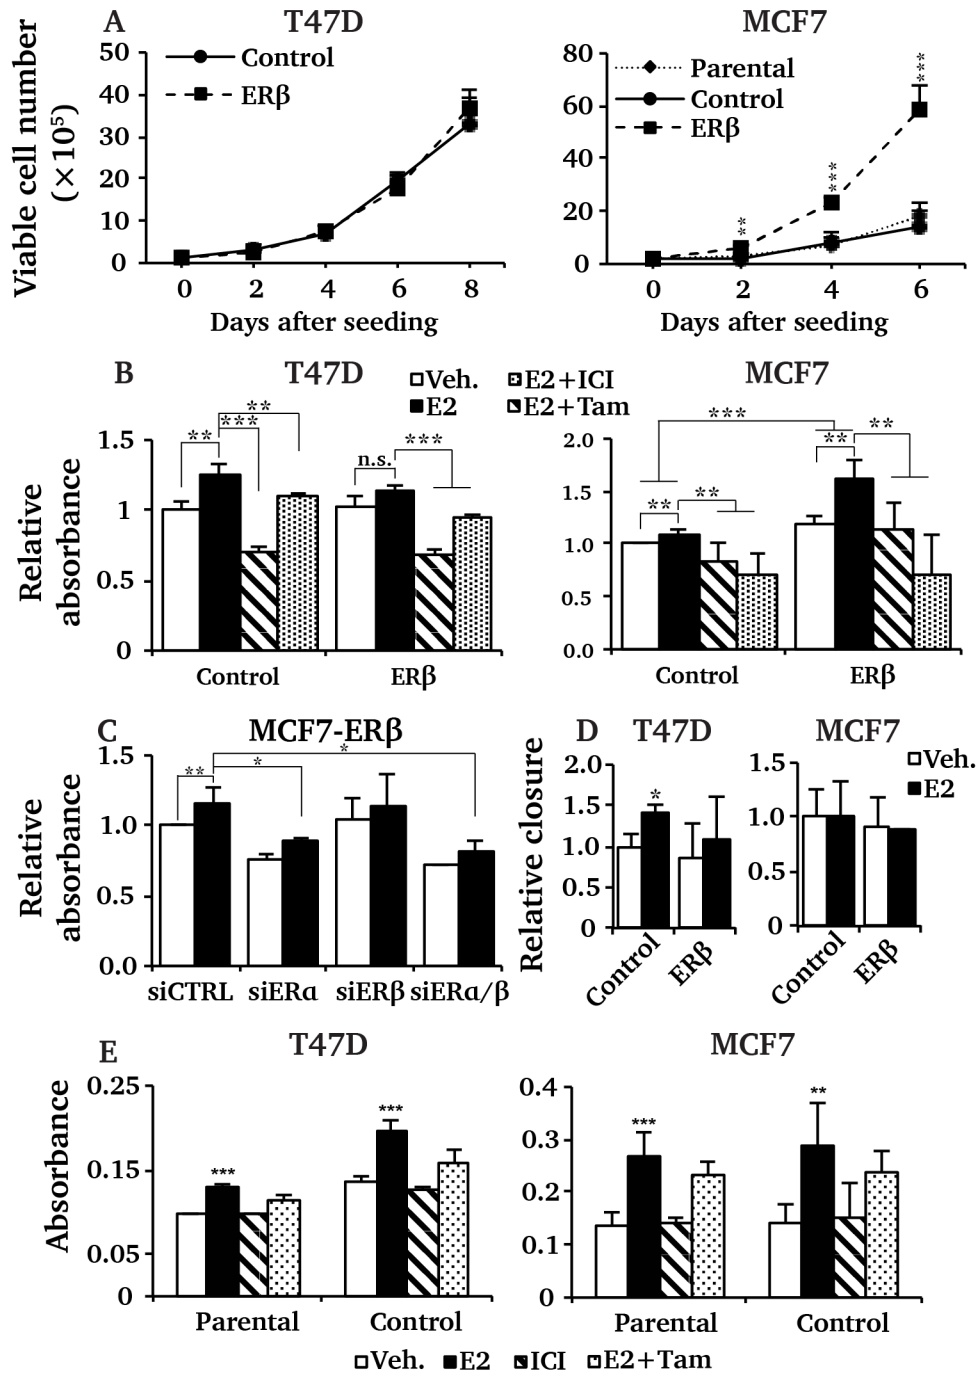 A
T47D
MCF7
Viable cell number
(×10⁵)
50
40
30
20
10
0
Control
ERβ
0 2 4 6 8
Days after seeding
80
60
40
20
0
Parental
Control
ERβ
**
***
***
0 2 4 6
Days after seeding
B
T47D
Veh.
E2
E2+ICI
E2+Tam
MCF7
Relative
absorbance
1.5
1
0.5
0
**
***
**
n.s.
***
Control ERβ
2.0
1.5
1.0
0.5
0.0
***
**
**
**
**
Control ERβ
C
MCF7-ERβ
Relative
absorbance
1.5
1.0
0.5
0.0
**
*
*
siCTRL siERα siERβ siERα/β
D
T47D
MCF7
Relative closure
2.0
1.5
1.0
0.5
0
*
Control ERβ
1.5
1.0
0.5
0
Veh.
E2
Control ERβ
E
T47D
MCF7
Absorbance
0.25
0.15
0.05
0
***
***
Parental Control
0.4
0.3
0.2
0.1
0
***
**
Parental Control
Veh. E2 ICI E2+Tam